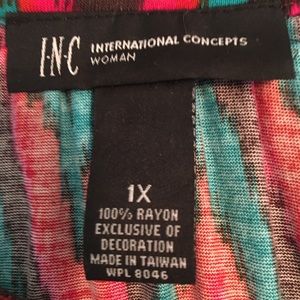 I.N.C INTERNATIONAL CONCEPTS
WOMAN
1X
100% RAYON
EXCLUSIVE OF
DECORATION
MADE IN TAIWAN
WPL 8046